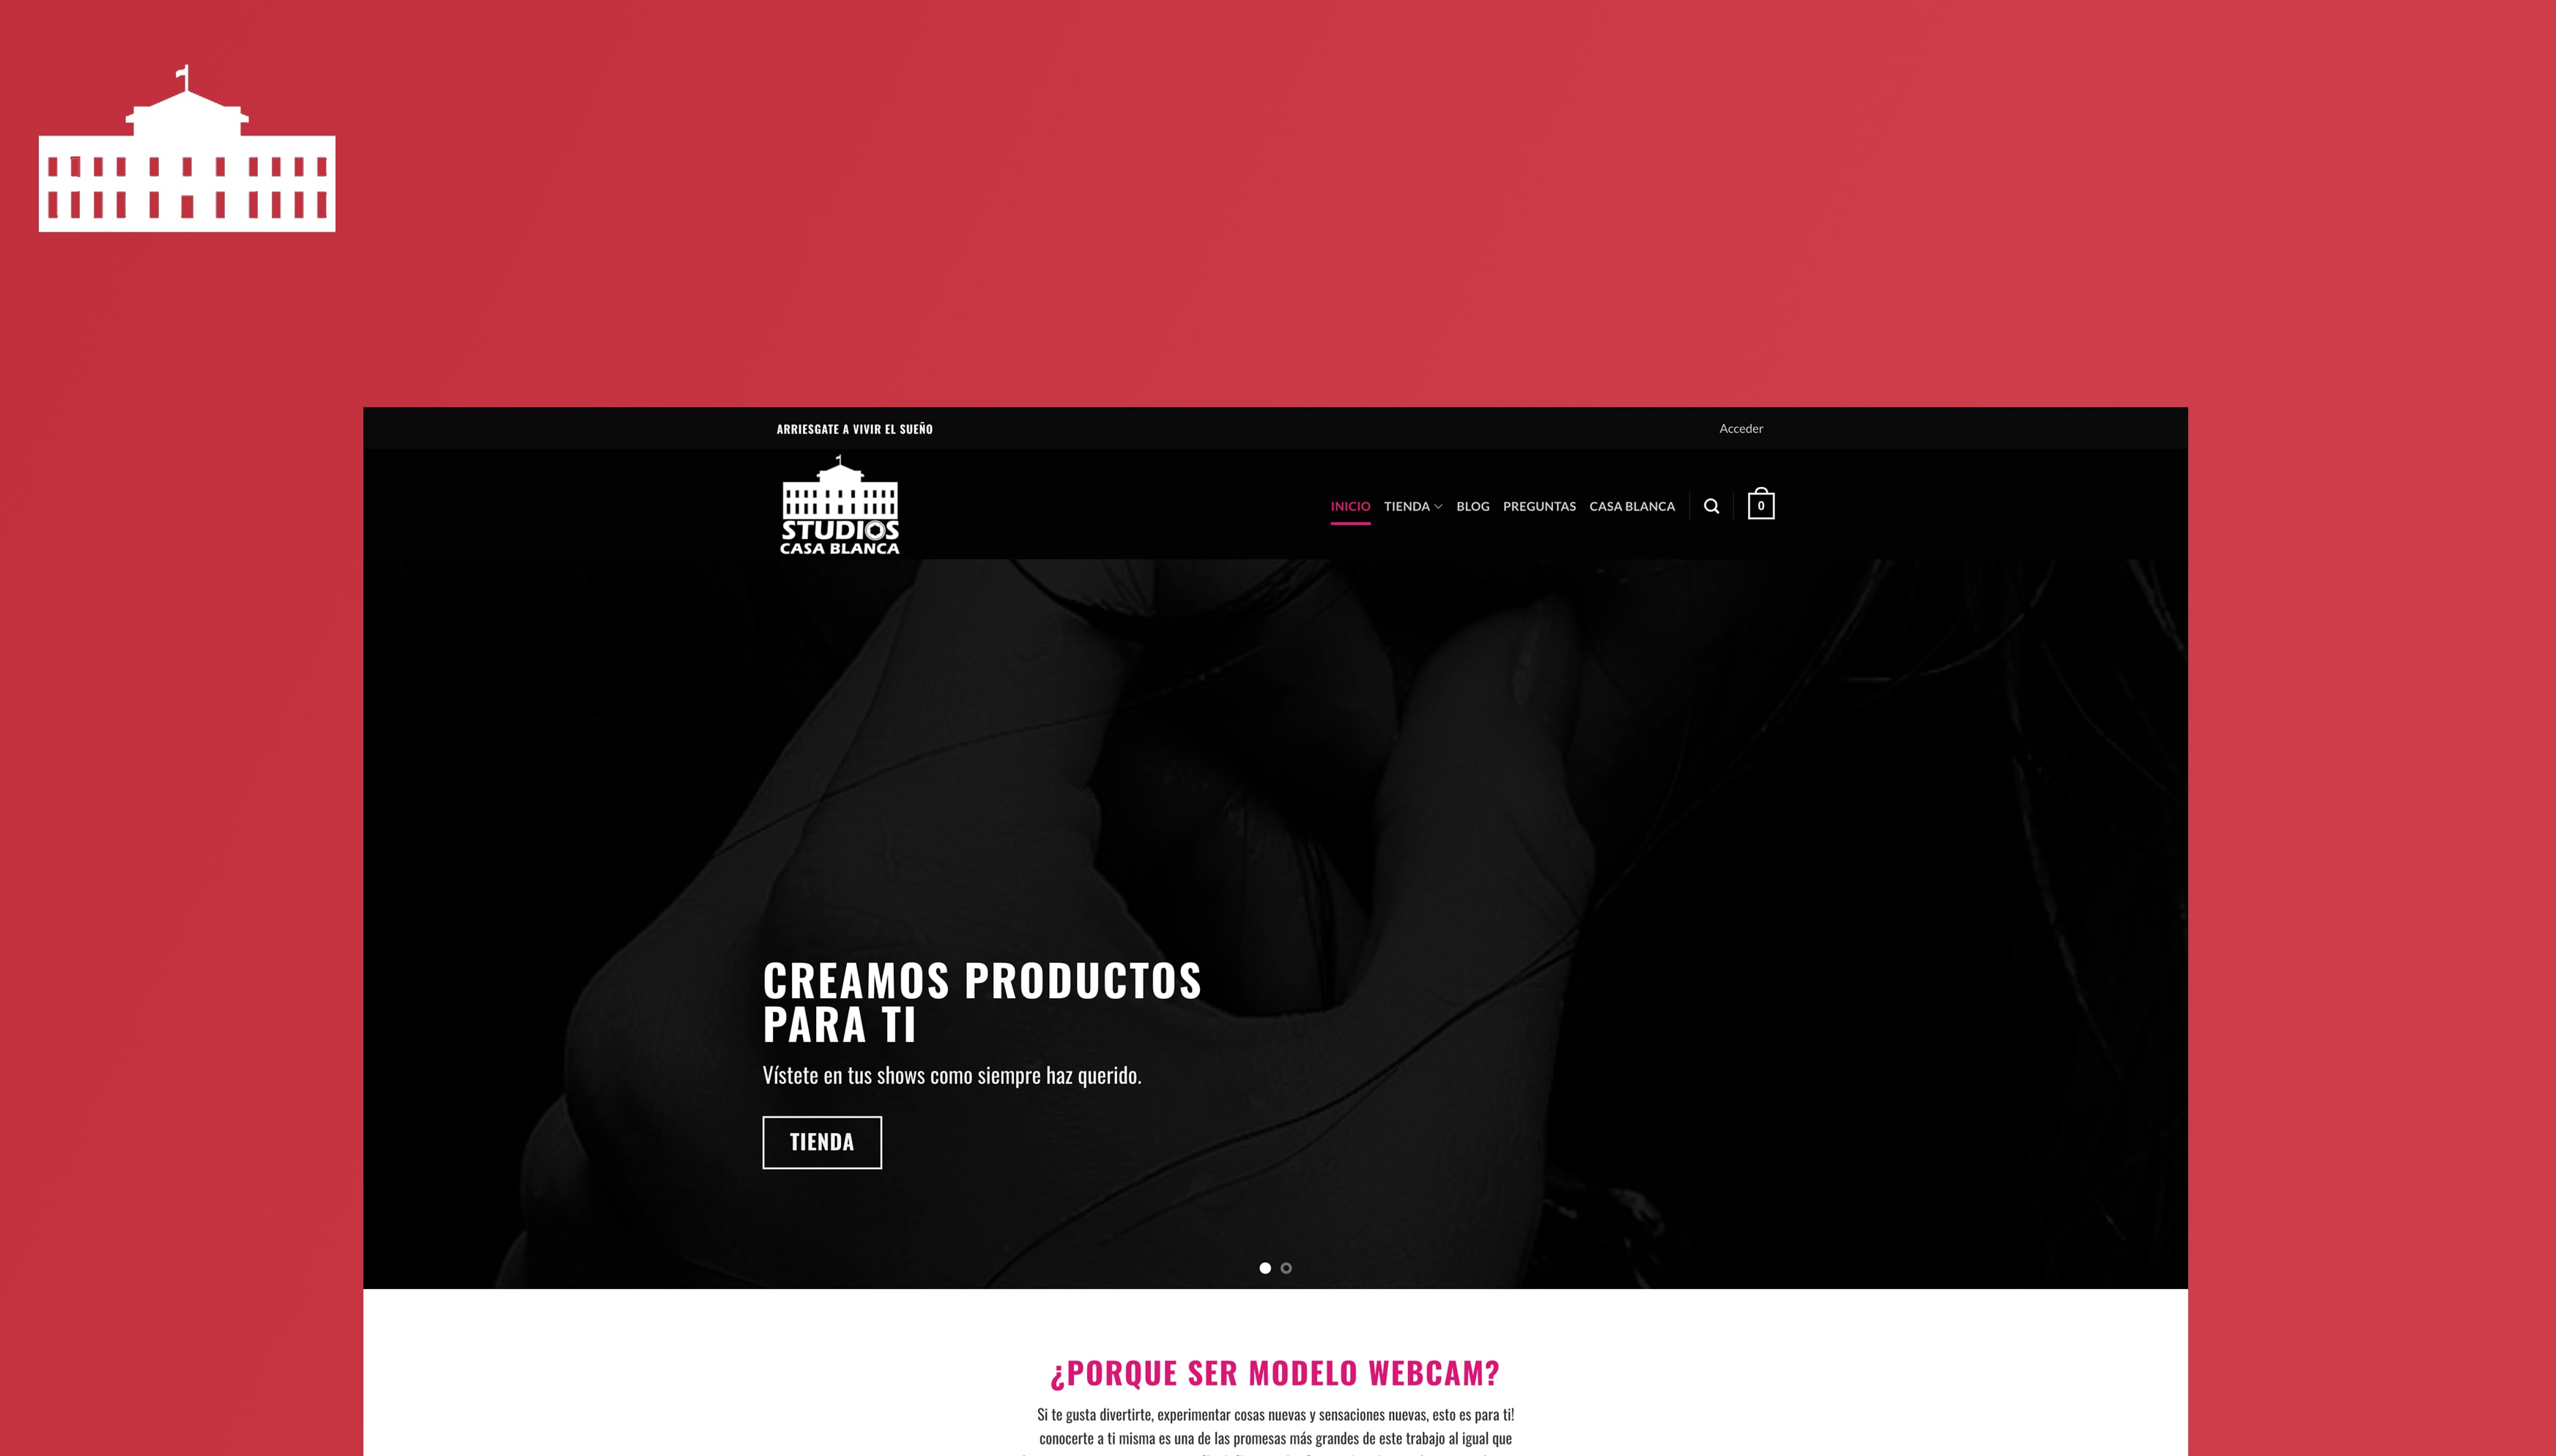 ARRIESGATE A VIVIR EL SUEÑO
Acceder
STUDIOS
CASA BLANCA
INICIO TIENDA BLOG PREGUNTAS CASA BLANCA 0
CREAMOS PRODUCTOS
PARA TI
Vístete en tus shows como siempre haz querido.
TIENDA
¿PORQUE SER MODELO WEBCAM?
Si te gusta divertirte, experimentar cosas nuevas y sensaciones nuevas, esto es para ti!
conocerte a ti misma es una de las promesas más grandes de este trabajo al igual que